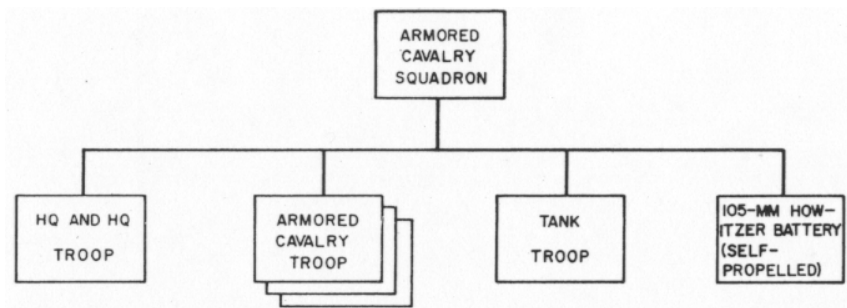 ARMORED
CAVALRY
SQUADRON
HQ AND HQ
TROOP
ARMORED
CAVALRY
TROOP
TANK
TROOP
105-MM HOW-
ITZER BATTERY
(SELF-
PROPELLED)